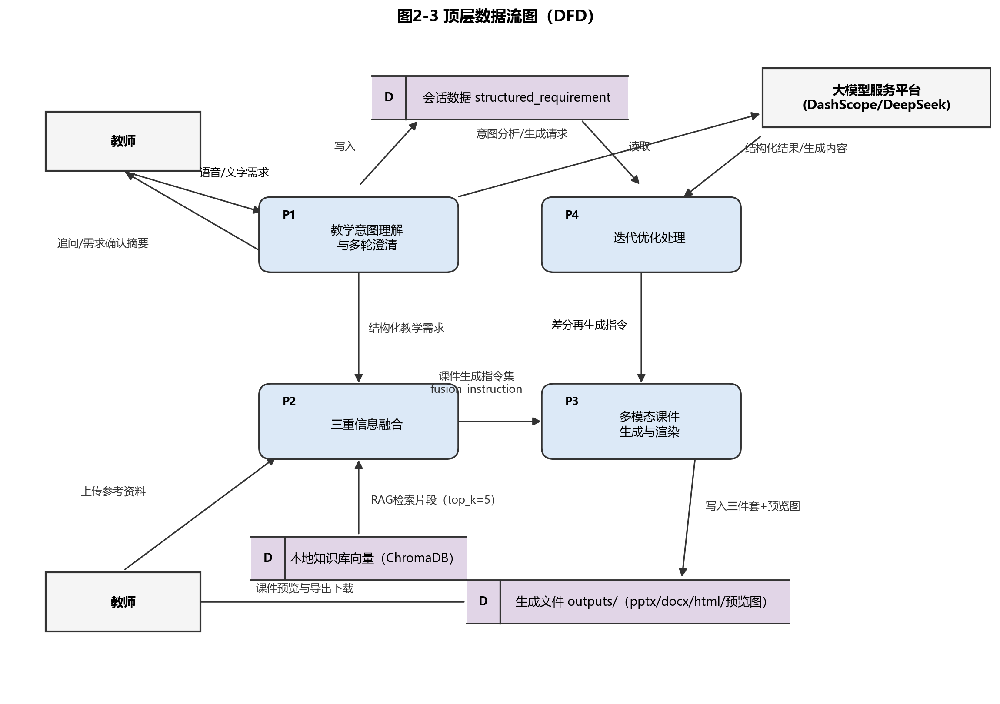 图2-3 顶层数据流图（DFD）
D
会话数据 structured_requirement
大模型服务平台
(DashScope/DeepSeek)
教师
写入
意图分析/生成请求
读取
结构化结果/生成内容
语音/文字需求
追问/需求确认摘要
P1
教学意图理解
与多轮澄清
P4
迭代优化处理
结构化教学需求
差分再生成指令
课件生成指令集
fusion_instruction
P2
三重信息融合
P3
多模态课件
生成与渲染
上传参考资料
RAG检索片段（top_k=5）
写入三件套+预览图
D
本地知识库向量（ChromaDB）
课件预览与导出下载
教师
D
生成文件 outputs/（pptx/docx/html/预览图）